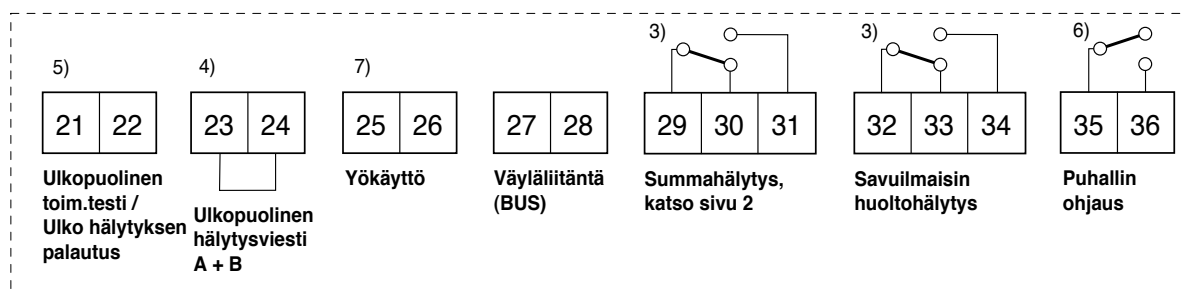 5)
21 22
Ulkopuolinen
toim.testi /
Ulko hälytyksen
palautus
4)
23 24
Ulkopuolinen
hälytysviesti
A + B
7)
25 26
Yökäyttö
27 28
Väyläliitäntä
(BUS)
3)
29 30 31
Summahälytys,
katso sivu 2
3)
32 33 34
Savuilmaisin
huoltohälytys
6)
35 36
Puhallin
ohjaus